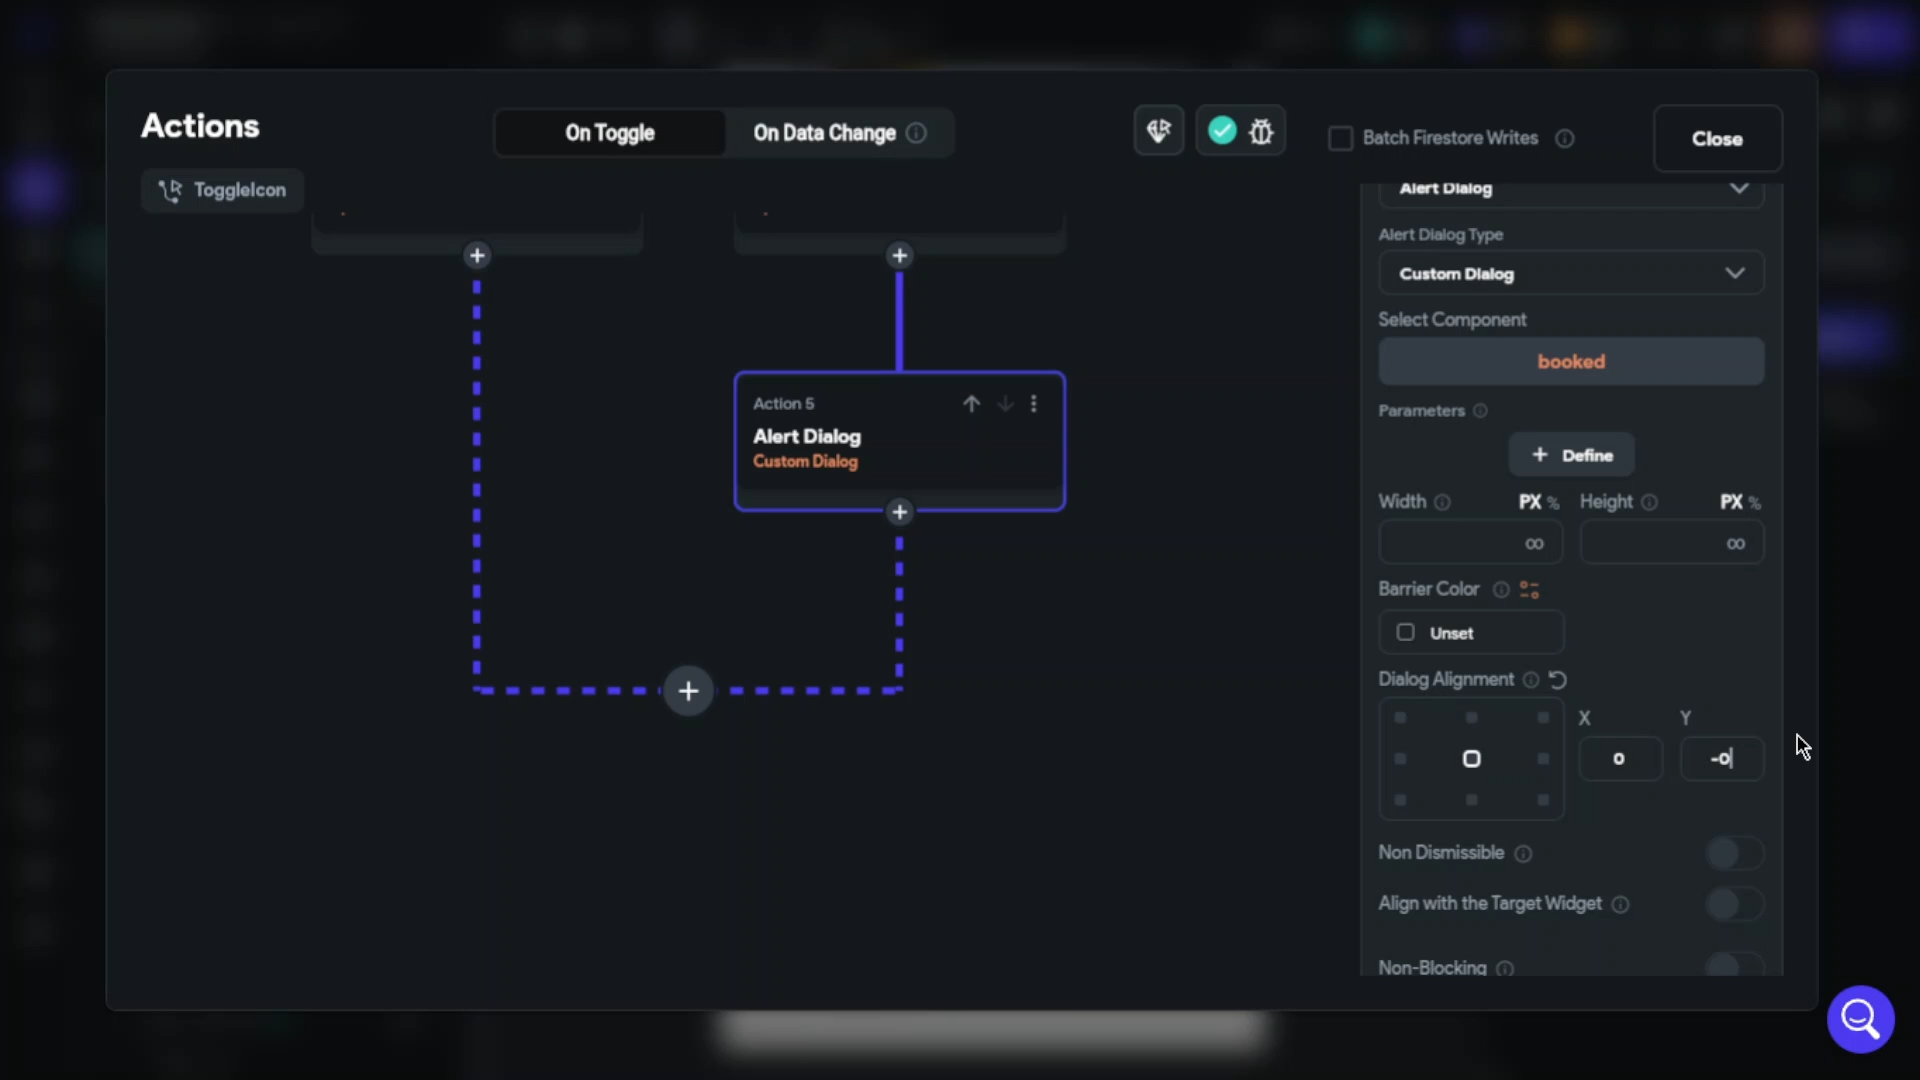 Actions
On Toggle
On Data Change
Batch Firestore Writes
Close
ToggleIcon
Alert Dialog
Alert Dialog Type
Custom Dialog
Select Component
booked
Parameters
+ Define
Width PX % Height PX %
∞ ∞
Barrier Color
Unset
Dialog Alignment
X Y
0 -0
Non Dismissible
Align with the Target Widget
Non-Blocking
Action 5
Alert Dialog
Custom Dialog